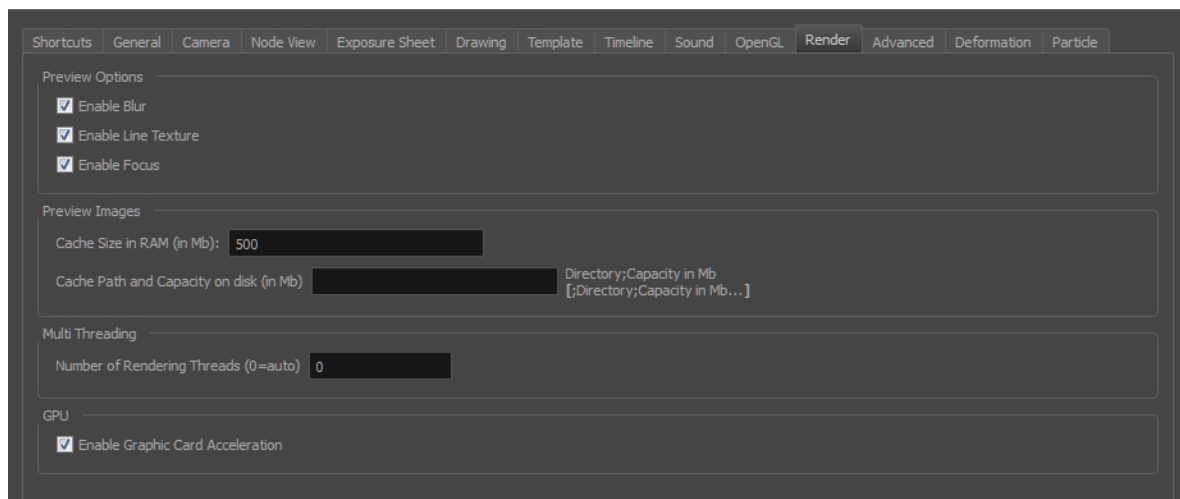 Shortcuts General Camera Node View Exposure Sheet Drawing Template Timeline Sound OpenGL Render Advanced Deformation Particle
Preview Options
Enable Blur
Enable Line Texture
Enable Focus
Preview Images
Cache Size in RAM (in Mb): 500
Cache Path and Capacity on disk (in Mb) Directory;Capacity in Mb
[;Directory;Capacity in Mb...]
Multi Threading
Number of Rendering Threads (0=auto) 0
GPU
Enable Graphic Card Acceleration